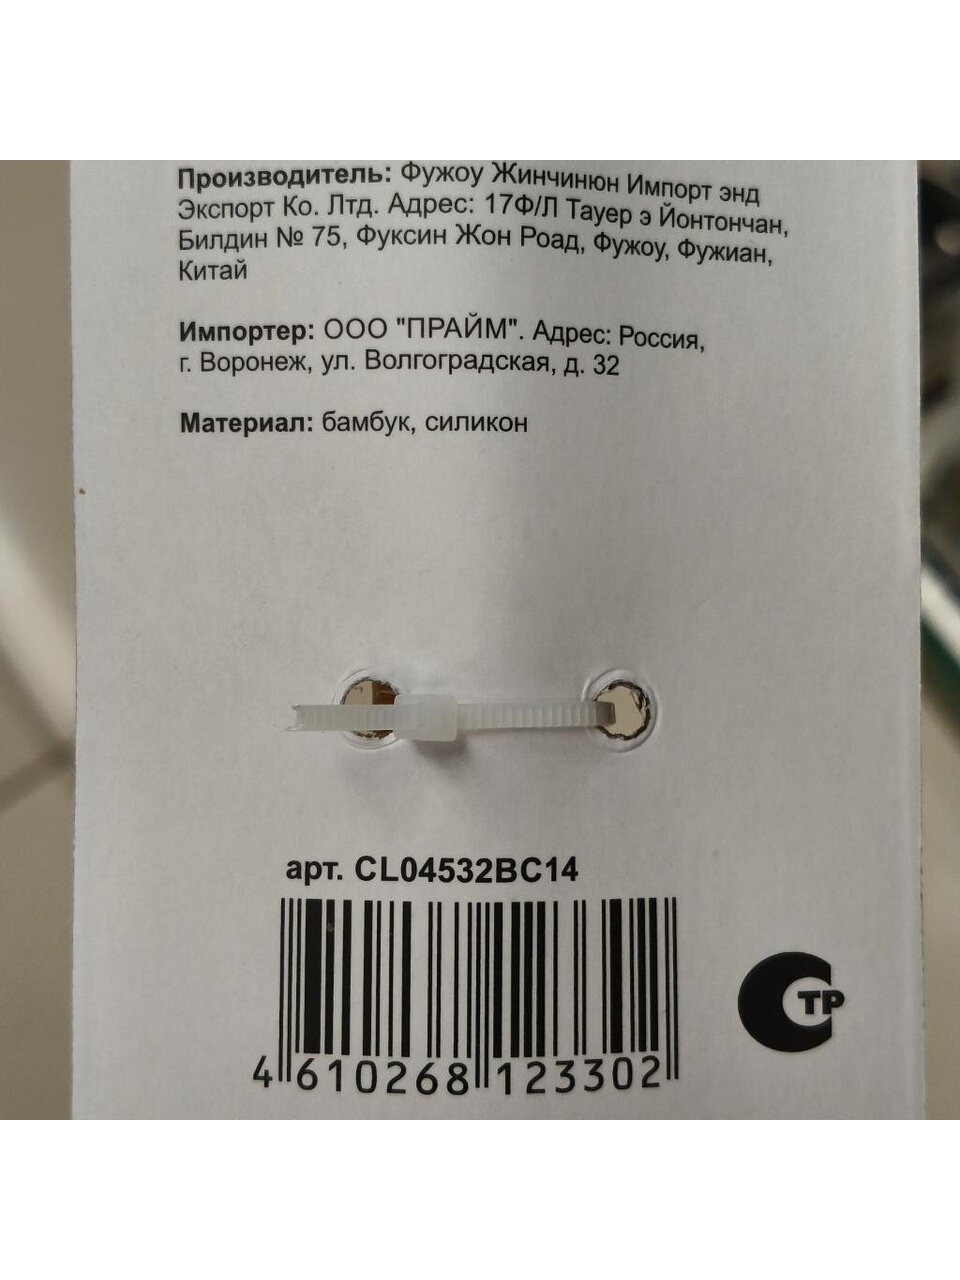 Производитель: Фужоу Жинчинюн Импорт энд
Экспорт Ко. Лтд. Адрес: 17Ф/Л Тауер э Йонтончан,
Билдин № 75, Фуксин Жон Роад, Фужоу, Фужиан,
Китай
Импортер: ООО "ПРАЙМ". Адрес: Россия,
г. Воронеж, ул. Волгоградская, д. 32
Материал: бамбук, силикон
арт. CL04532BC14
4 610268 123302
СТР